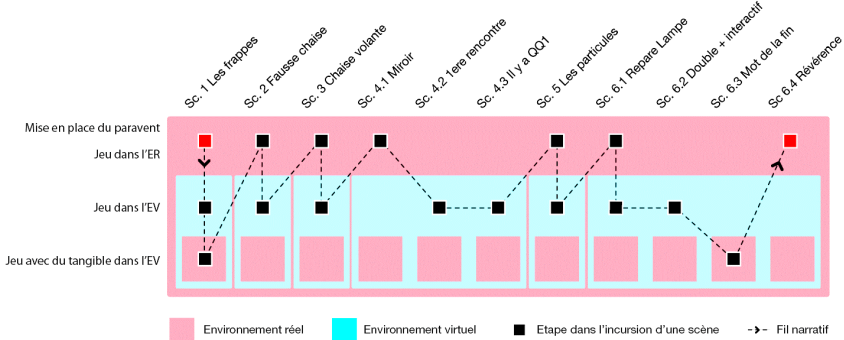 Sc. 1 Les frappes
Sc. 2 Fausse chaise
Sc. 3 Chaise volante
Sc. 4.1 Miroir
Sc. 4.2 1ere rencontre
Sc. 4.3 Il y a QQ1
Sc. 5 Les particules
Sc. 6.1 Repare Lampe
Sc. 6.2 Double + interactif
Sc. 6.3 Mot de la fin
Sc 6.4 Révérence
Mise en place du paravent
Jeu dans l'ER
Jeu dans l'EV
Jeu avec du tangible dans l'EV
Environnement réel
Environnement virtuel
Etape dans l'incursion d'une scène
Fil narratif